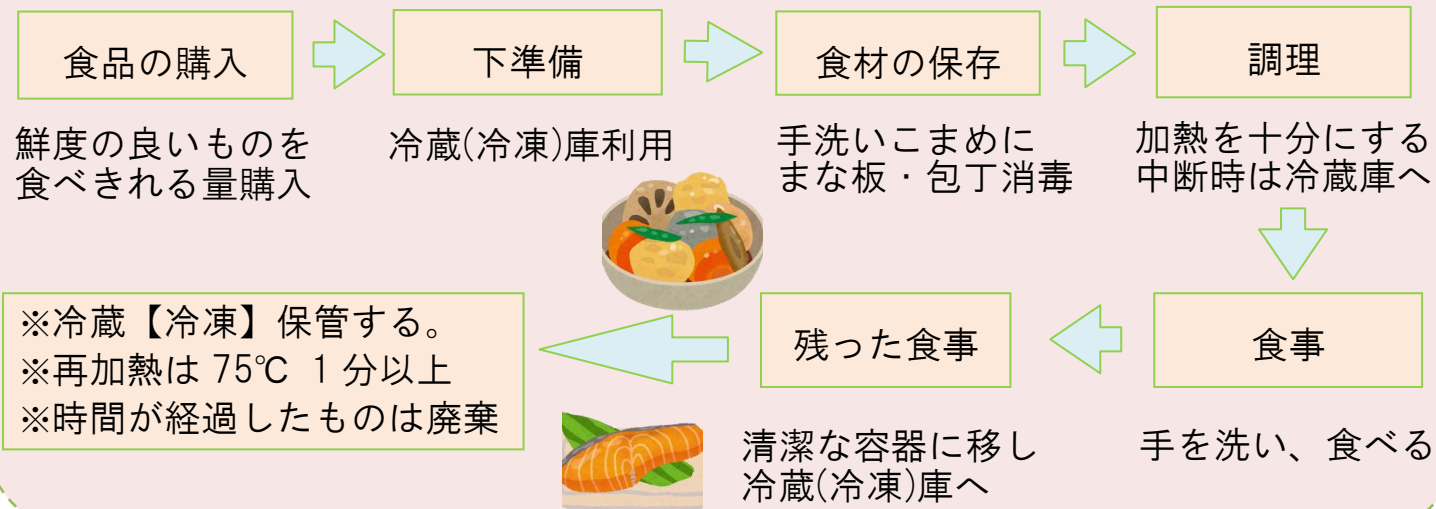 食品の購入
下準備
食材の保存
調理
鮮度の良いものを
食べきれる量購入
冷蔵(冷凍)庫利用
手洗いこまめに
まな板・包丁消毒
加熱を十分にする
中断時は冷蔵庫へ
食事
手を洗い、食べる
残った食事
清潔な容器に移し
冷蔵(冷凍)庫へ
※冷蔵【冷凍】保管する。
※再加熱は 75℃ 1 分以上
※時間が経過したものは廃棄